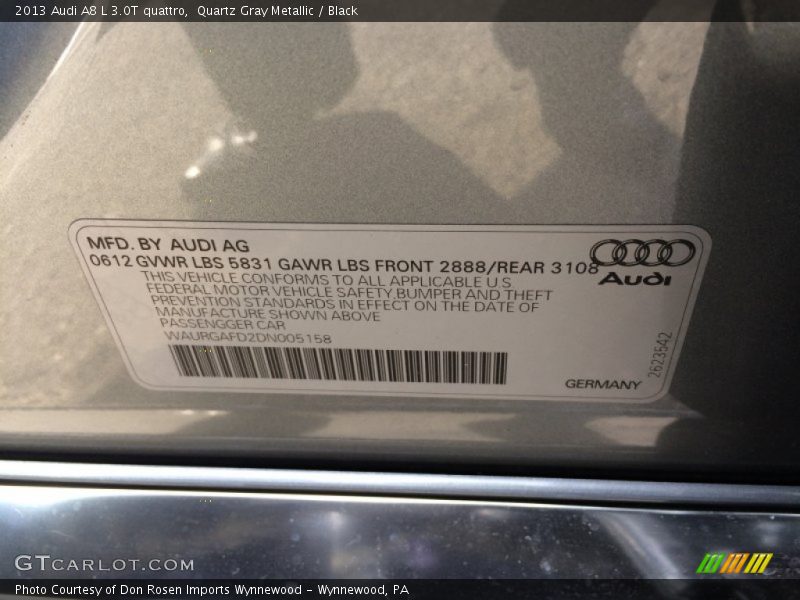 2013 Audi A8 L 3.0T quattro,  Quartz Gray Metallic / Black
MFD. BY AUDI AG
0612 GVWR LBS 5831 GAWR LBS FRONT 2888/REAR 3108
THIS VEHICLE CONFORMS TO ALL APPLICABLE U S
FEDERAL MOTOR VEHICLE SAFETY,BUMPER AND THEFT
PREVENTION STANDARDS IN EFFECT ON THE DATE OF
MANUFACTURE SHOWN ABOVE
PASSENGGER CAR
WAURGAFD2DN005158
Audi
2623542
GERMANY
GTCARLOT.COM
Photo Courtesy of Don Rosen Imports Wynnewood – Wynnewood, PA